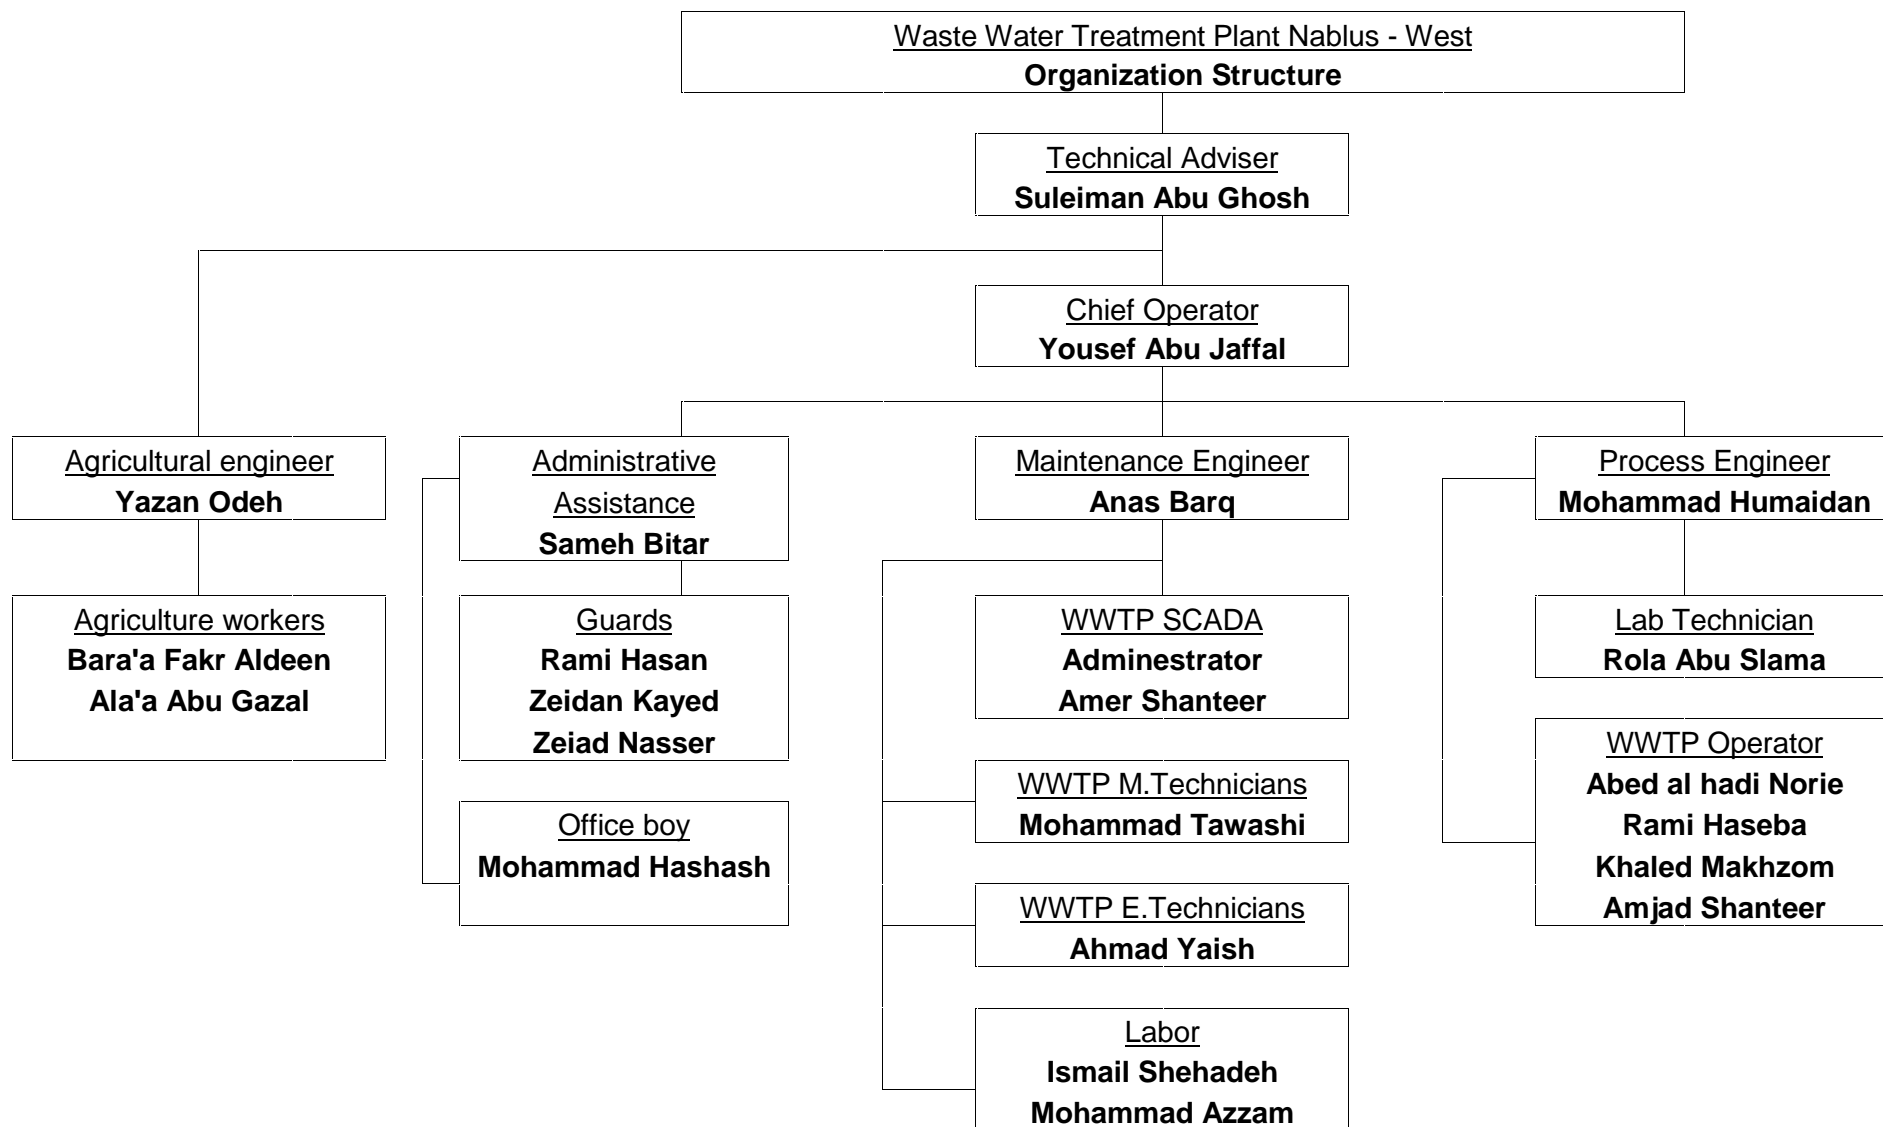 Waste Water Treatment Plant Nablus - West
Organization Structure
Technical Adviser
Suleiman Abu Ghosh
Chief Operator
Yousef Abu Jaffal
Agricultural engineer
Yazan Odeh
Administrative
Assistance
Sameh Bitar
Maintenance Engineer
Anas Barq
Process Engineer
Mohammad Humaidan
Agriculture workers
Bara'a Fakr Aldeen
Ala'a Abu Gazal
Guards
Rami Hasan
Zeidan Kayed
Zeiad Nasser
WWTP SCADA
Adminestrator
Amer Shanteer
Lab Technician
Rola Abu Slama
WWTP Operator
Abed al hadi Norie
Rami Haseba
Khaled Makhzom
Amjad Shanteer
Office boy
Mohammad Hashash
WWTP M.Technicians
Mohammad Tawashi
WWTP E.Technicians
Ahmad Yaish
Labor
Ismail Shehadeh
Mohammad Azzam